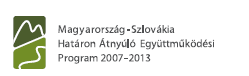 Magyarország-Szlovákia
Határon Átnyúló Együttműködési
Program 2007-2013